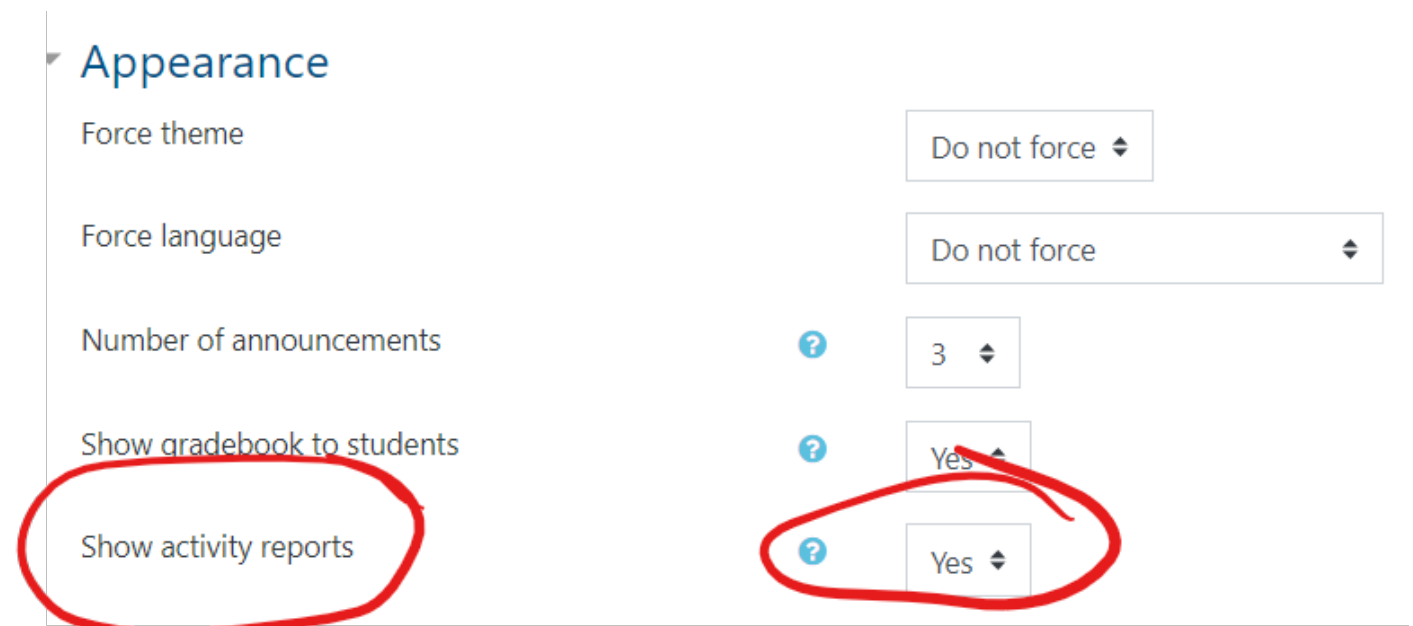 Appearance
Force theme Do not force
Force language Do not force
Number of announcements ? 3
Show gradebook to students ? Yes
Show activity reports ? Yes